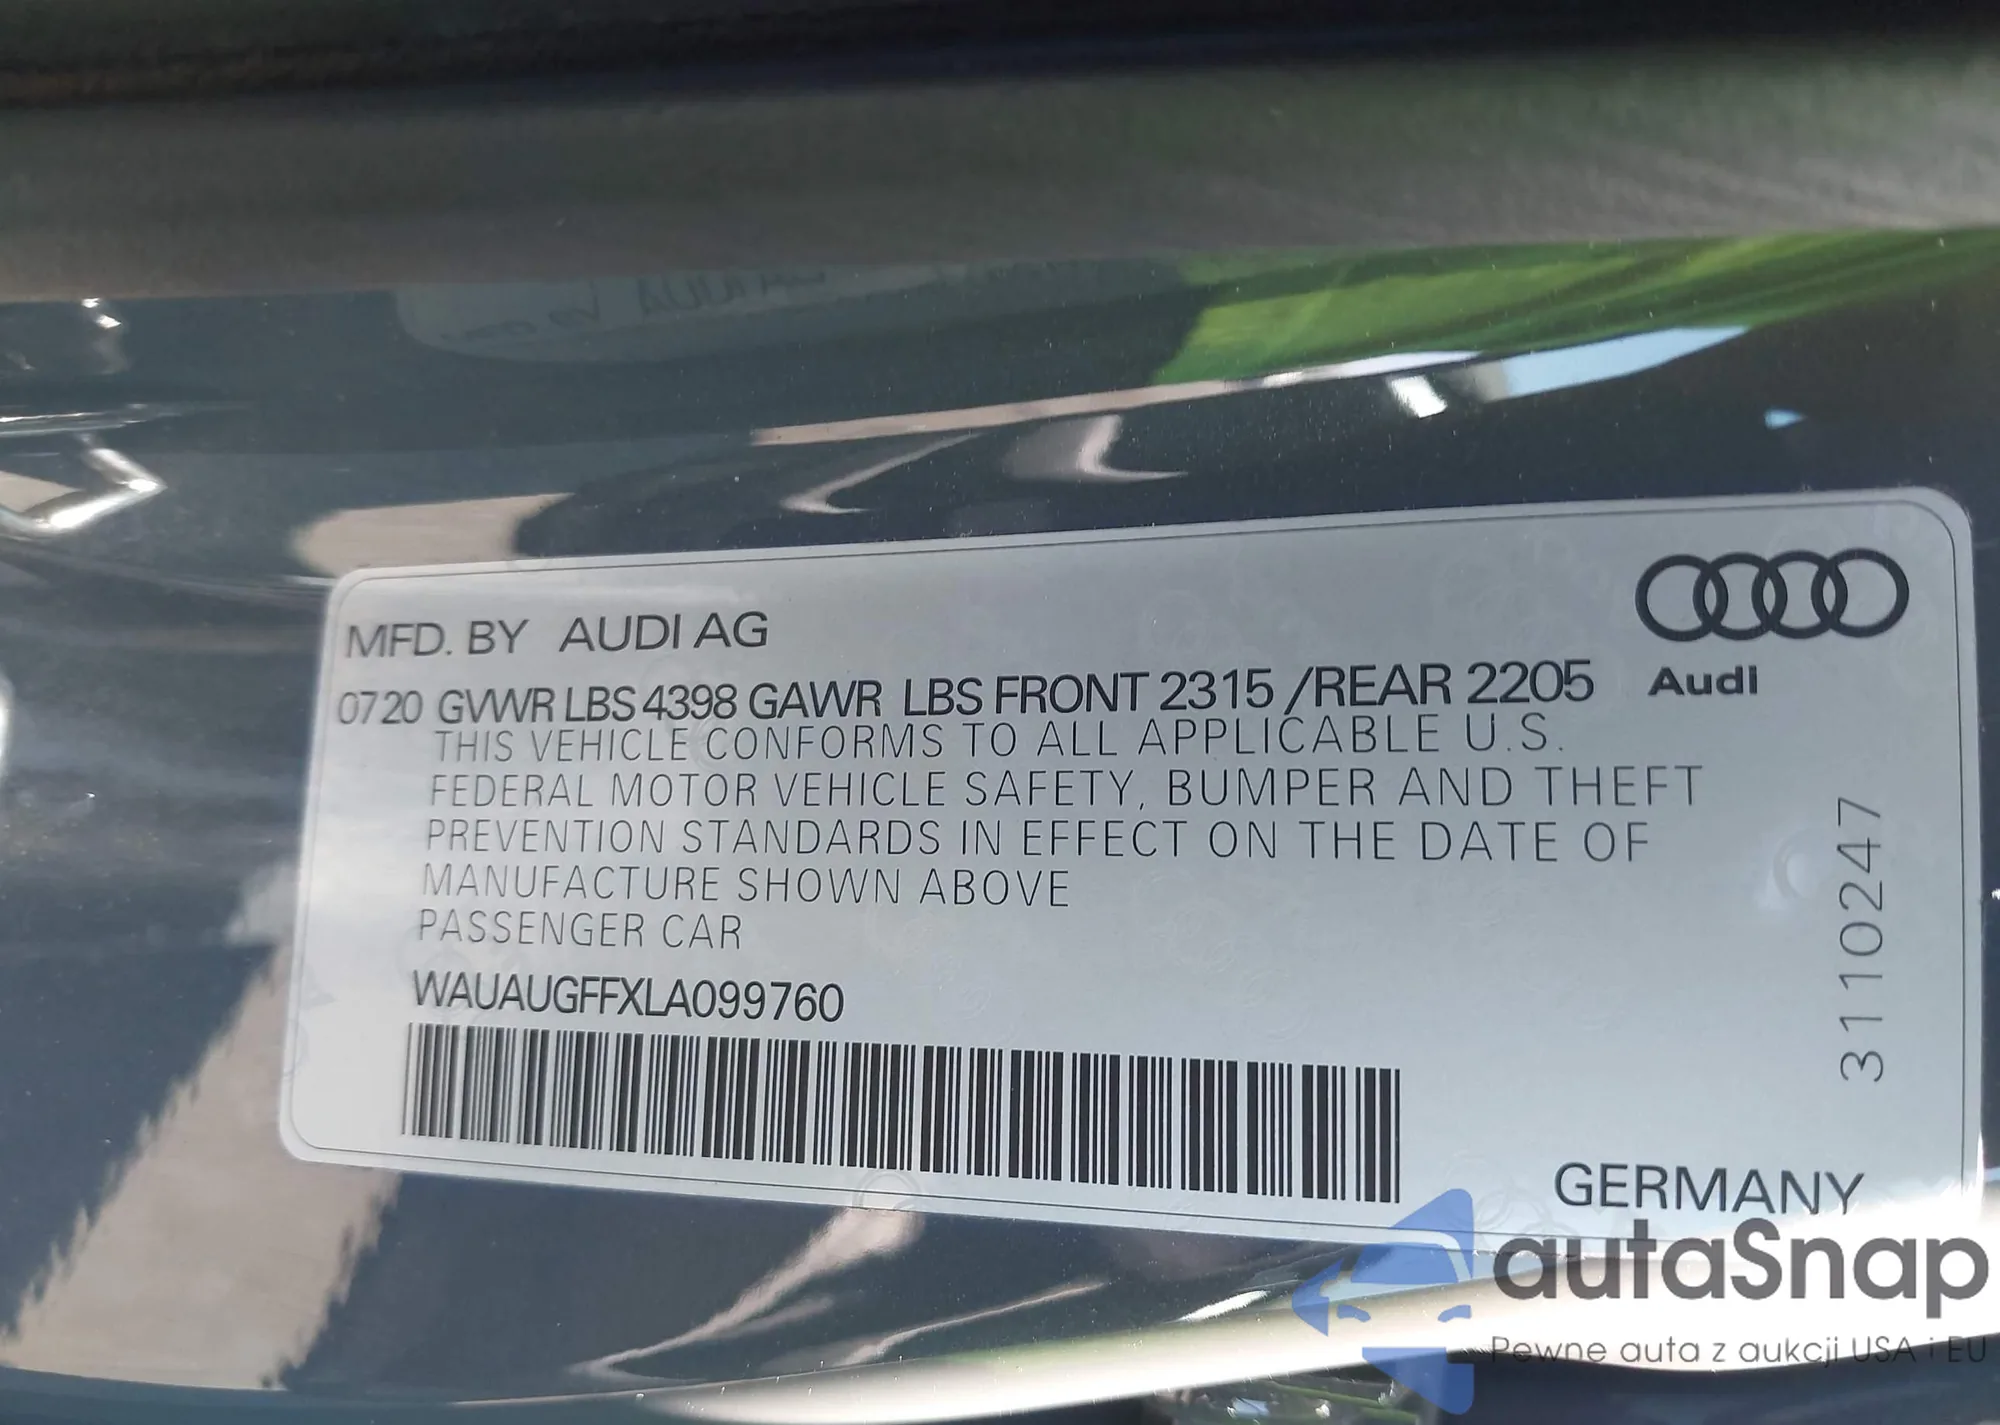 MFD. BY AUDI AG
Audi
0720 GVWR LBS 4398 GAWR LBS FRONT 2315 /REAR 2205
THIS VEHICLE CONFORMS TO ALL APPLICABLE U.S.
FEDERAL MOTOR VEHICLE SAFETY, BUMPER AND THEFT
PREVENTION STANDARDS IN EFFECT ON THE DATE OF
MANUFACTURE SHOWN ABOVE
PASSENGER CAR
WAUAUGFFXLA099760
3110247
GERMANY
autaSnap
Pewne auta z aukcji USA i EU